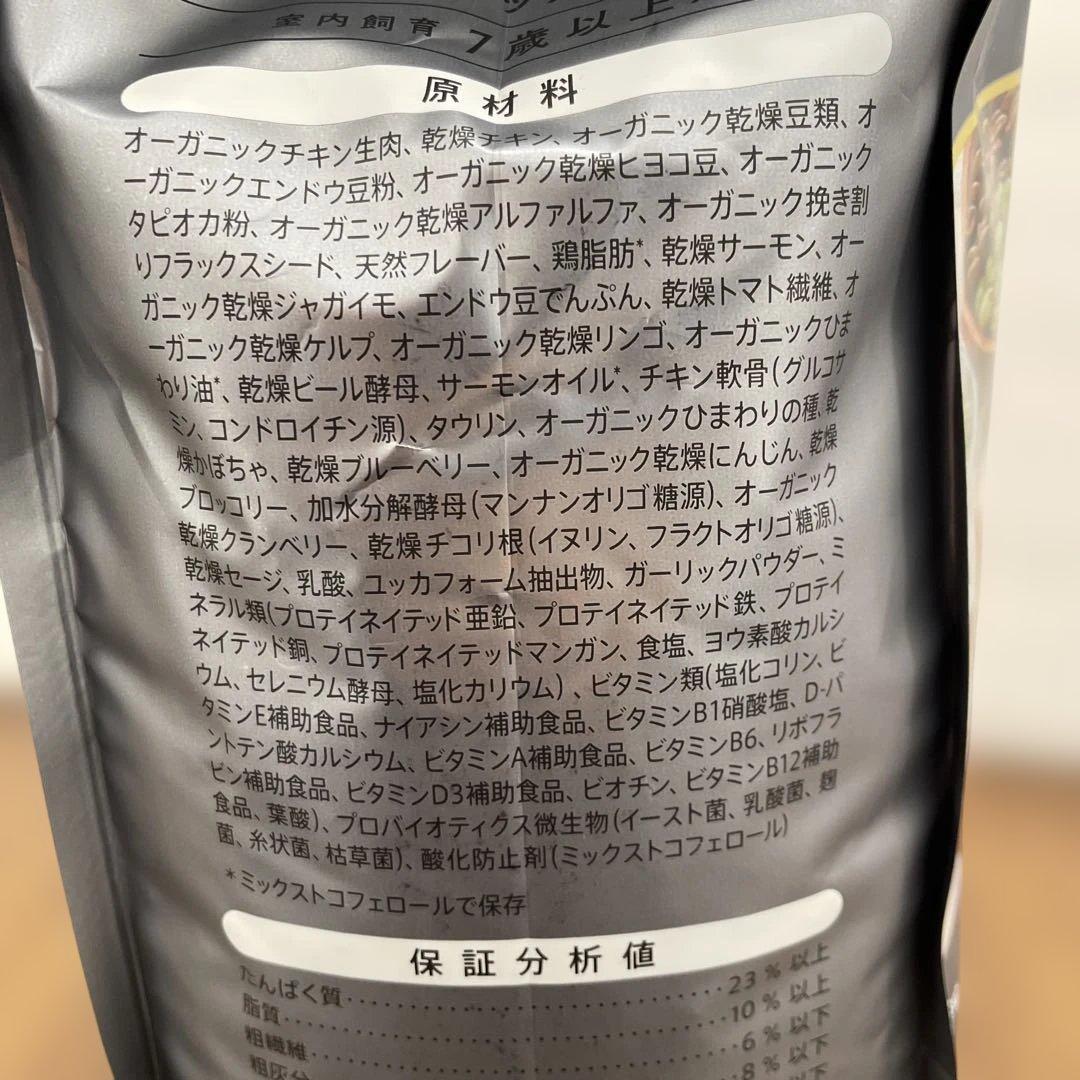 室内飼育 7歳以上
原材料
オーガニックチキン生肉、乾燥チキン、オーガニック乾燥豆類、オ
ーガニックエンドウ豆粉、オーガニック乾燥ヒヨコ豆、オーガニック
タピオカ粉、オーガニック乾燥アルファルファ、オーガニック挽き割
りフラックスシード、天然フレーバー、鶏脂肪*、乾燥サーモン、オー
ガニック乾燥ジャガイモ、エンドウ豆でんぷん、乾燥トマト繊維、オ
ーガニック乾燥ケルプ、オーガニック乾燥リンゴ、オーガニックひま
わり油*、乾燥ビール酵母、サーモンオイル*、チキン軟骨(グルコサ
ミン、コンドロイチン源)、タウリン、オーガニックひまわりの種、乾
燥かぼちゃ、乾燥ブルーベリー、オーガニック乾燥にんじん、乾燥
ブロッコリー、加水分解酵母(マンナンオリゴ糖源)、オーガニック
乾燥クランベリー、乾燥チコリ根(イヌリン、フラクトオリゴ糖源)、
乾燥セージ、乳酸、ユッカフォーム抽出物、ガーリックパウダー、ミ
ネラル類(プロテイネイテッド亜鉛、プロテイネイテッド鉄、プロテイ
ネイテッド銅、プロテイネイテッドマンガン、食塩、ヨウ素酸カルシ
ウム、セレニウム酵母、塩化カリウム)、ビタミン類(塩化コリン、ビ
タミンE補助食品、ナイアシン補助食品、ビタミンB1硝酸塩、D-パ
ントテン酸カルシウム、ビタミンA補助食品、ビタミンB6、リボフラ
ビン補助食品、ビタミンD3補助食品、ビオチン、ビタミンB12補助
食品、葉酸)、プロバイオティクス微生物(イースト菌、乳酸菌、麹
菌、糸状菌、枯草菌)、酸化防止剤(ミックストコフェロール)
*ミックストコフェロールで保存
保証分析値
たんぱく質 23 % 以上
脂質 10 % 以上
粗繊維 6 % 以下
粗灰分 8 % 以下